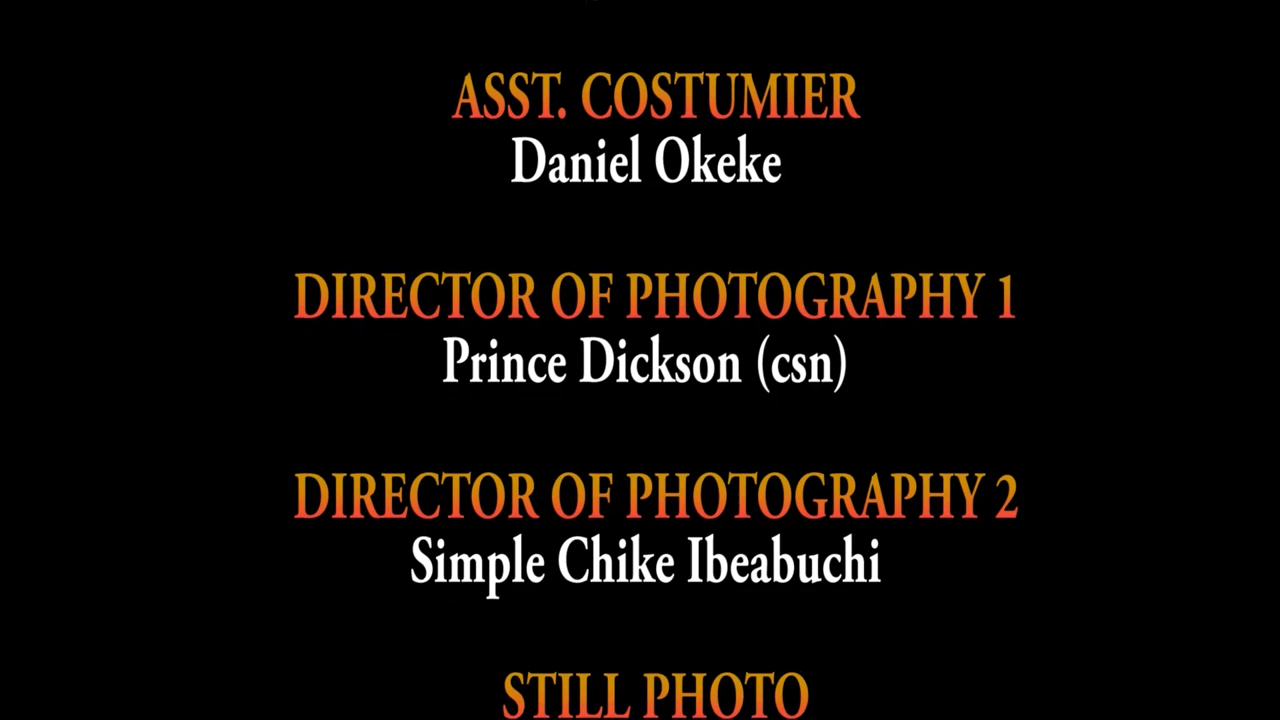 ASST. COSTUMIER
Daniel Okeke
DIRECTOR OF PHOTOGRAPHY 1
Prince Dickson (csn)
DIRECTOR OF PHOTOGRAPHY 2
Simple Chike Ibeabuchi
STILL PHOTO